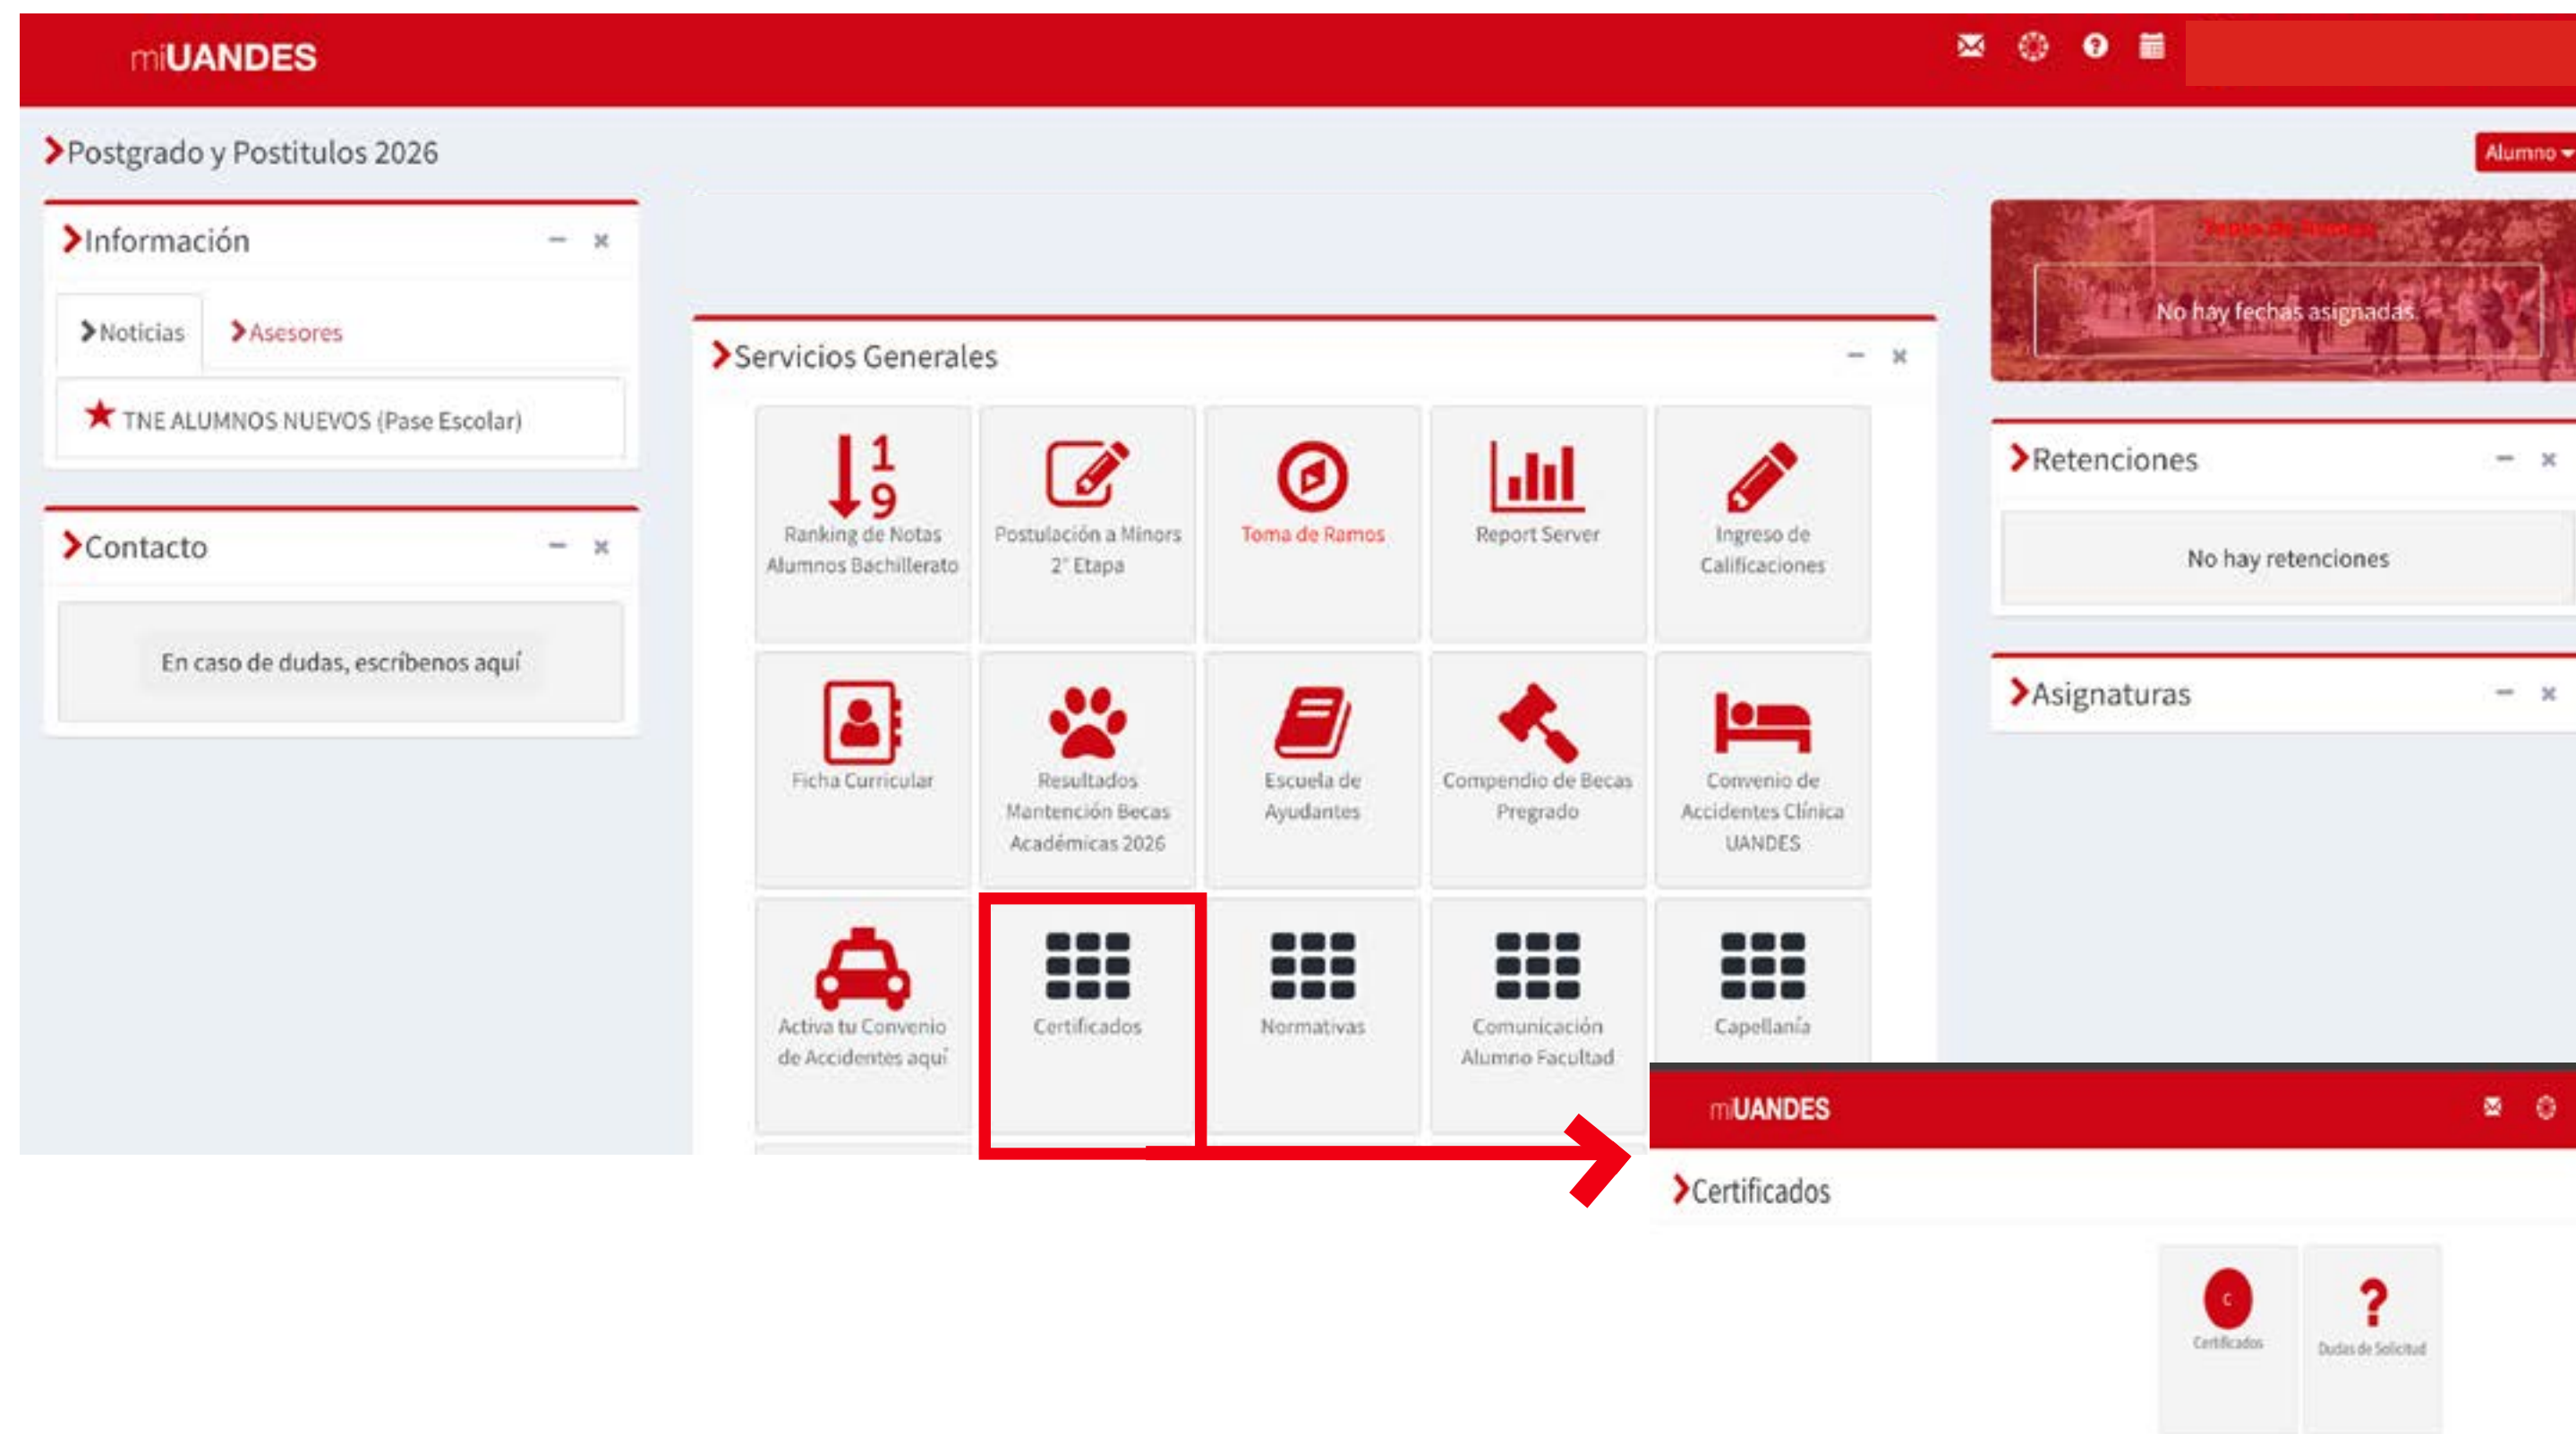 miUANDES
Postgrado y Postitulos 2026
Alumno
Información
Noticias
Asesores
TNE ALUMNOS NUEVOS (Pase Escolar)
Contacto
En caso de dudas, escríbenos aquí
Servicios Generales
Ranking de Notas
Alumnos Bachillerato
Postulación a Minors
2° Etapa
Toma de Ramos
Report Server
Ingreso de
Calificaciones
Ficha Curricular
Resultados
Mantención Becas
Académicas 2026
Escuela de
Ayudantes
Compendio de Becas
Pregrado
Convenio de
Accidentes Clínica
UANDES
Activa tu Convenio
de Accidentes aquí
Certificados
Normativas
Comunicación
Alumno Facultad
Capellanía
Toma de Ramos
No hay fechas asignadas.
Retenciones
No hay retenciones
Asignaturas
miUANDES
Certificados
C
Certificados
Dudas de Solicitud